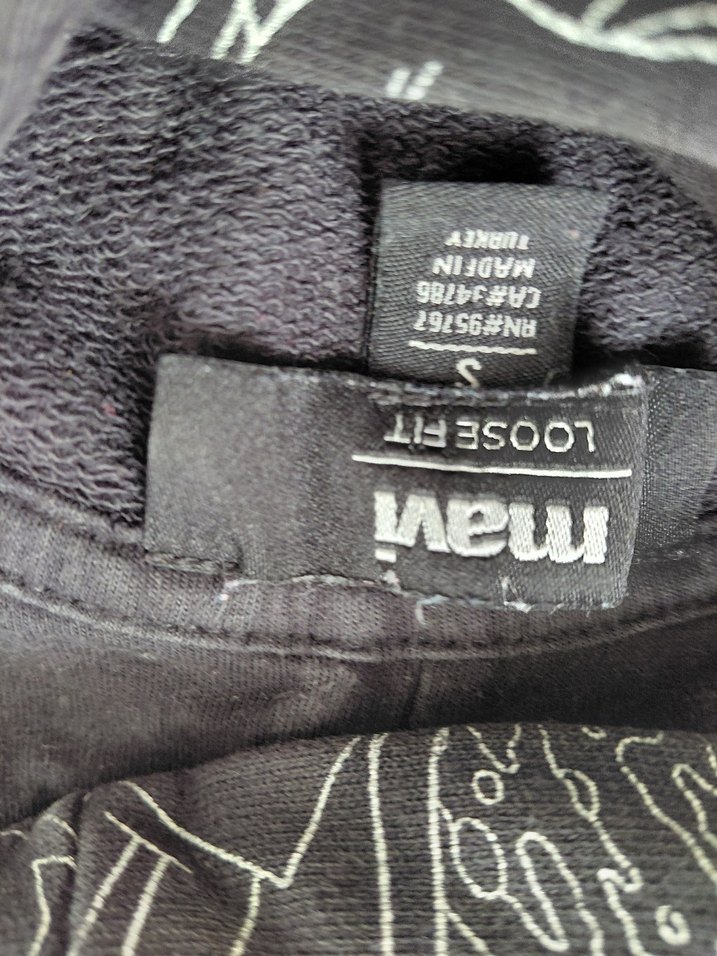 mavi
LOOSE FIT
S
RN#95767
CA#34786
MADE IN
TURKEY